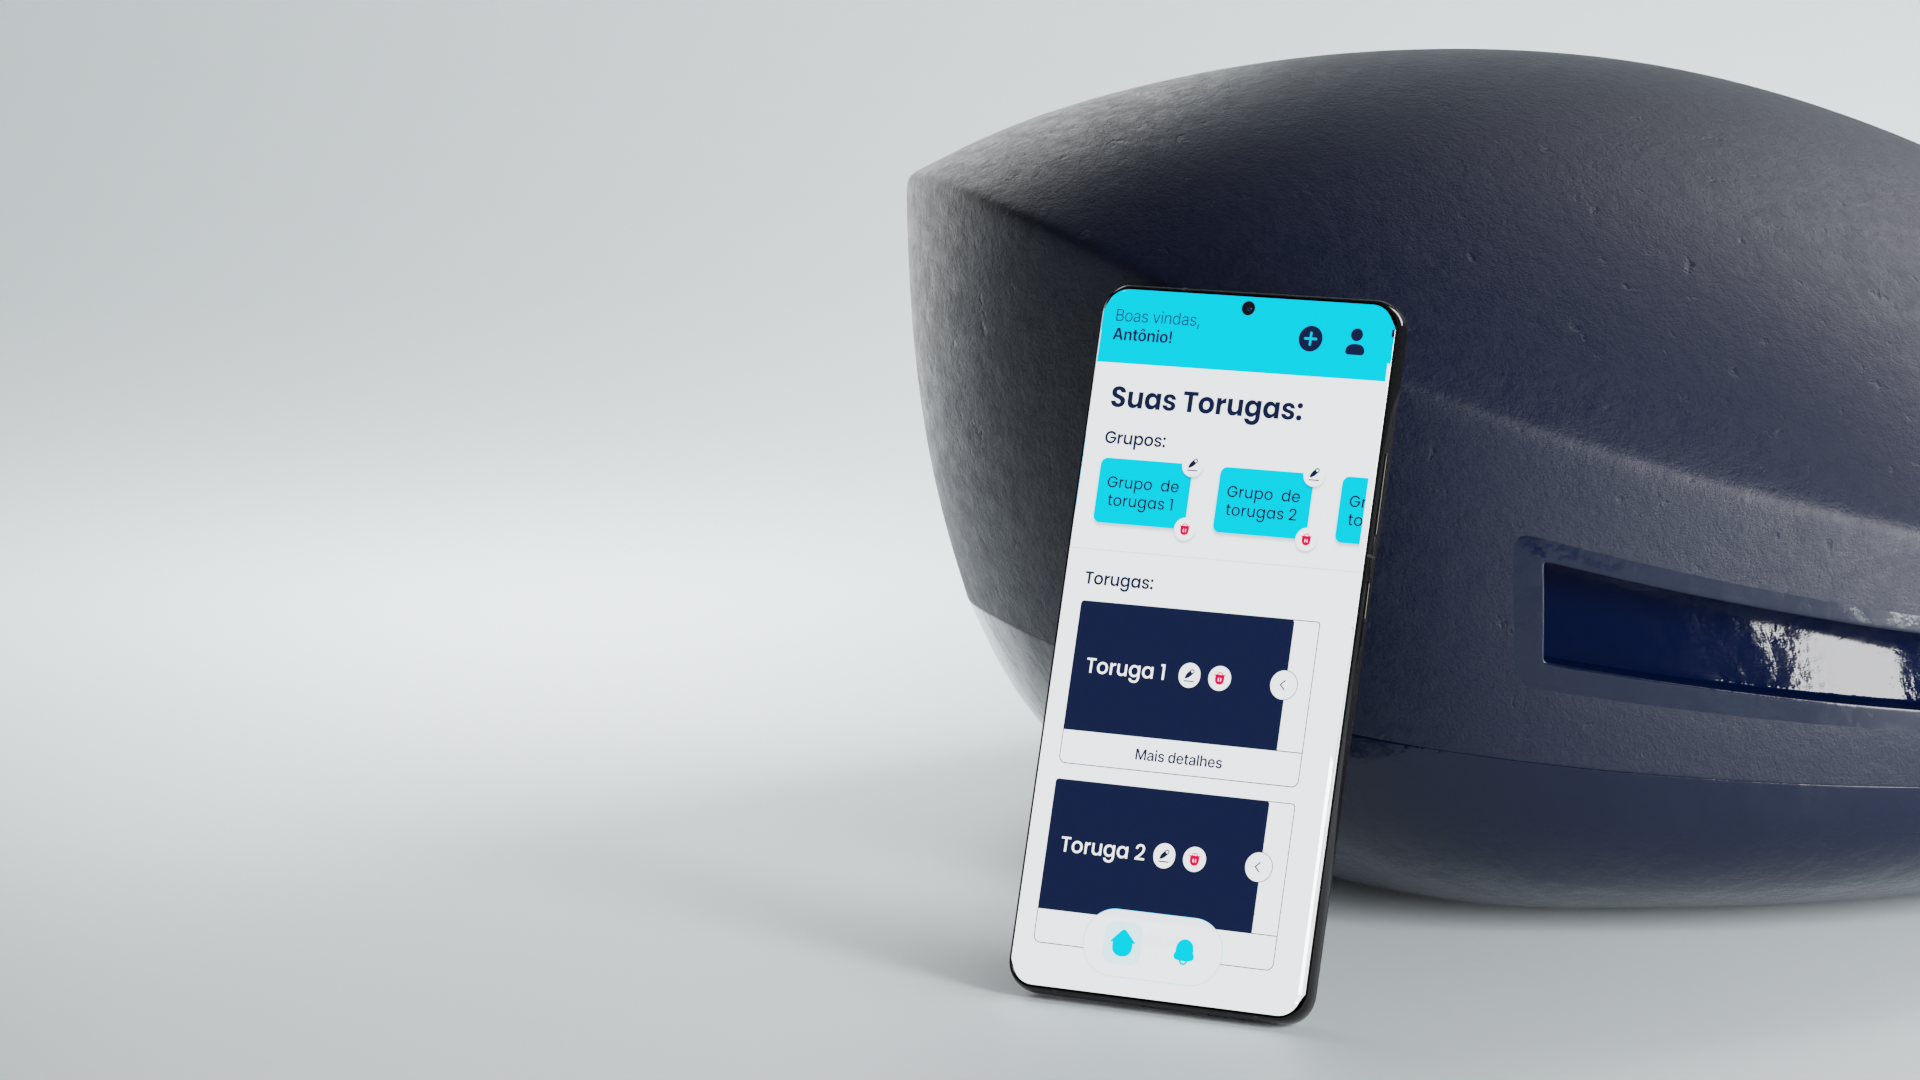 Boas vindas,
Antônio!
Suas Torugas:
Grupos:
Grupo de
torugas 1
Grupo de
torugas 2
Gr
to
Torugas:
Toruga 1
Mais detalhes
Toruga 2